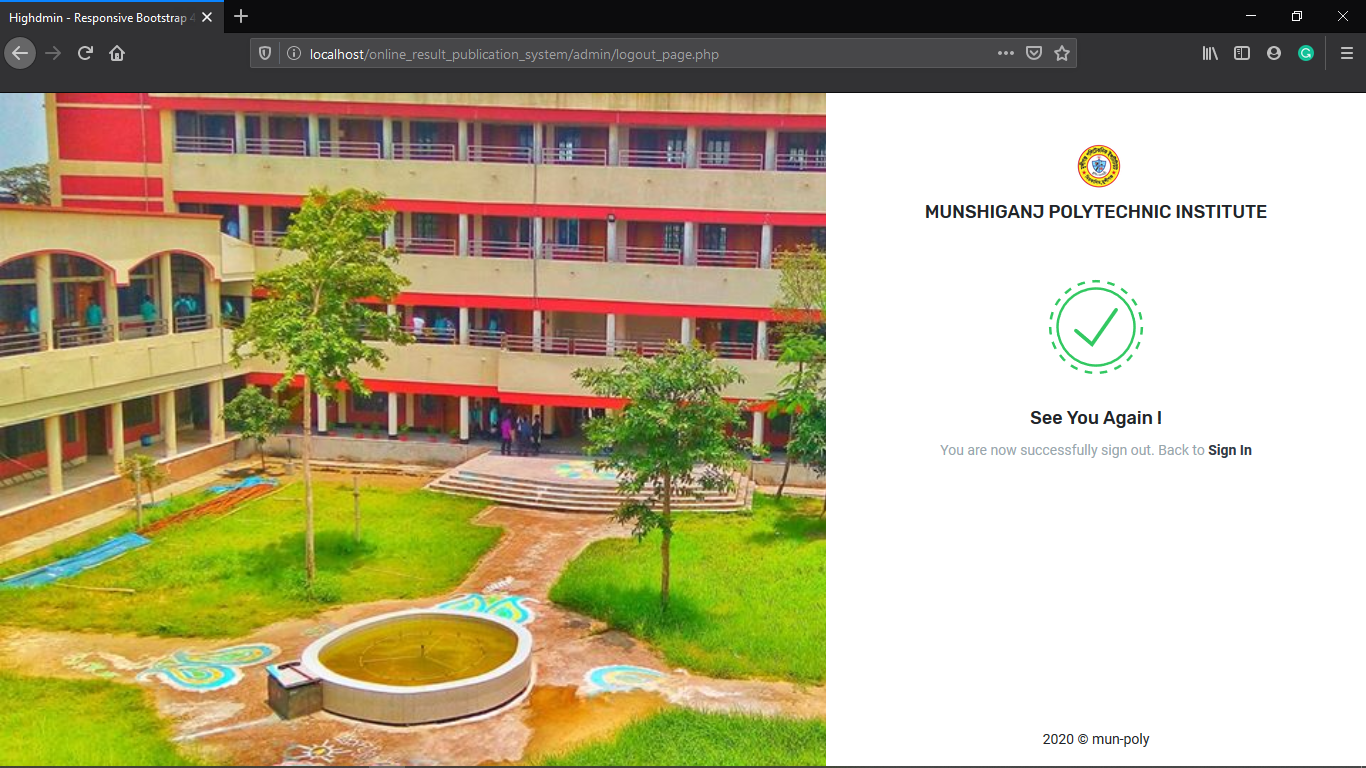 Highdmin - Responsive Bootstrap 4
localhost/online_result_publication_system/admin/logout_page.php
MUNSHIGANJ POLYTECHNIC INSTITUTE
See You Again !
You are now successfully sign out. Back to Sign In
2020 © mun-poly